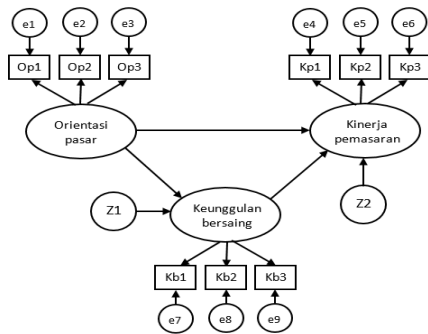 e1 e2 e3 e4 e5 e6
Op1 Op2 Op3 Kp1 Kp2 Kp3
Orientasi
pasar
Kinerja
pemasaran
Z1
Keunggulan
bersaing
Z2
Kb1 Kb2 Kb3
e7 e8 e9